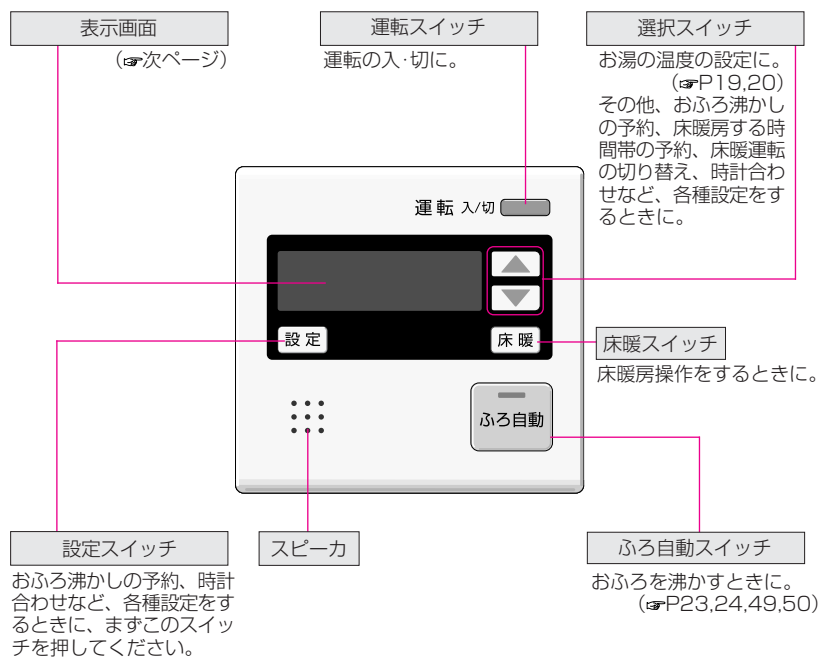 表示画面
(☞次ページ)
運転スイッチ
運転の入·切に。
選択スイッチ
お湯の温度の設定に。
(☞P19,20)
その他、おふろ沸かし
の予約、床暖房する時
間帯の予約、床暖運転
の切り替え、時計合わ
せなど、各種設定をす
るときに。
運転 入/切
設定
床暖
床暖スイッチ
床暖房操作をするときに。
ふろ自動
設定スイッチ
おふろ沸かしの予約、時計
合わせなど、各種設定をす
るときに、まずこのスイッ
チを押してください。
スピーカ
ふろ自動スイッチ
おふろを沸かすときに。
(☞P23,24,49,50)